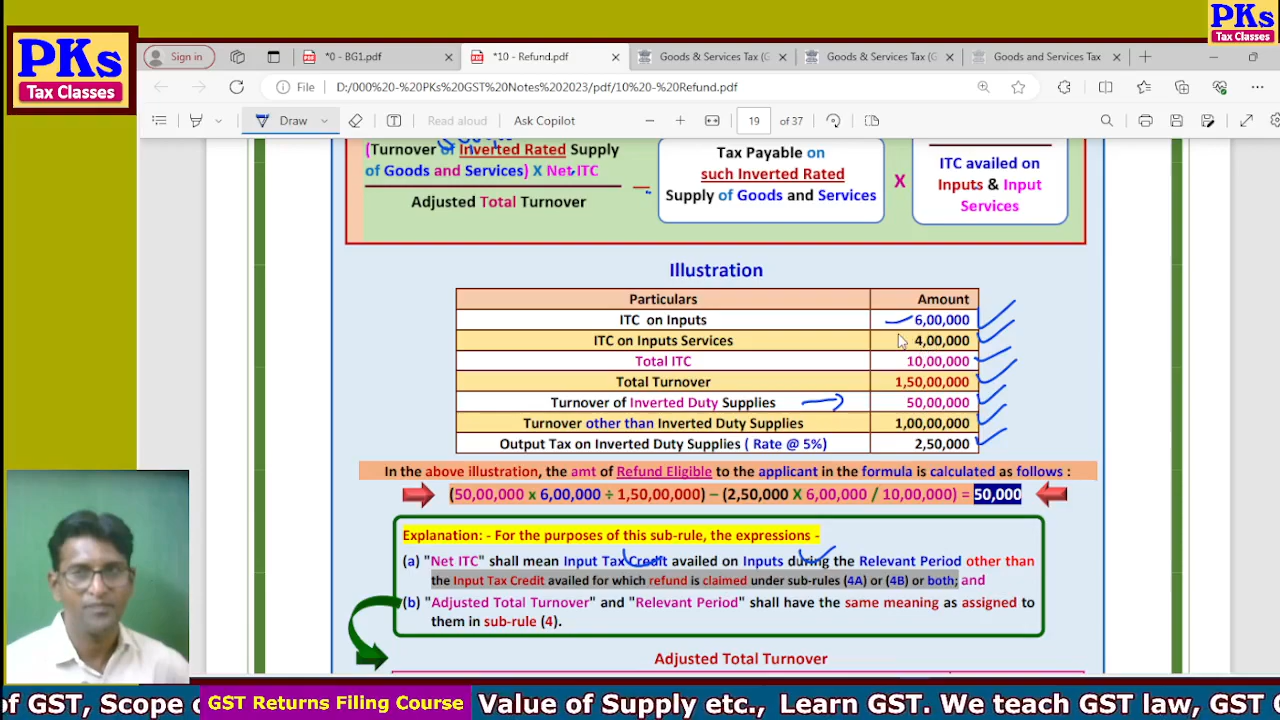 PKs
Tax Classes
PKs
Tax Classes
Sign in
*0 - BG1.pdf
*10 - Refund.pdf
Goods & Services Tax (G
Goods & Services Tax (G
Goods and Services Tax
File
D:/000%20-%20PKs%20GST%20Notes%202023/pdf/10%20-%20Refund.pdf
Draw
Read aloud
Ask Copilot
19
of 37
(Turnover of Inverted Rated Supply
of Goods and Services) X Net ITC
Adjusted Total Turnover
Tax Payable on
such Inverted Rated
Supply of Goods and Services
X
ITC availed on
Inputs & Input
Services
Illustration
Particulars Amount
ITC on Inputs 6,00,000
ITC on Inputs Services 4,00,000
Total ITC 10,00,000
Total Turnover 1,50,00,000
Turnover of Inverted Duty Supplies 50,00,000
Turnover other than Inverted Duty Supplies 1,00,00,000
Output Tax on Inverted Duty Supplies ( Rate @ 5%) 2,50,000
In the above illustration, the amt of Refund Eligible to the applicant in the formula is calculated as follows :
(50,00,000 x 6,00,000 ÷ 1,50,00,000) – (2,50,000 X 6,00,000 / 10,00,000) = 50,000
Explanation: - For the purposes of this sub-rule, the expressions -
(a) "Net ITC" shall mean Input Tax Credit availed on Inputs during the Relevant Period other than
the Input Tax Credit availed for which refund is claimed under sub-rules (4A) or (4B) or both; and
(b) "Adjusted Total Turnover" and "Relevant Period" shall have the same meaning as assigned to
them in sub-rule (4).
Adjusted Total Turnover
of GST, Scope
GST Returns Filing Course
Value of Supply etc., Learn GST. We teach GST law, GST